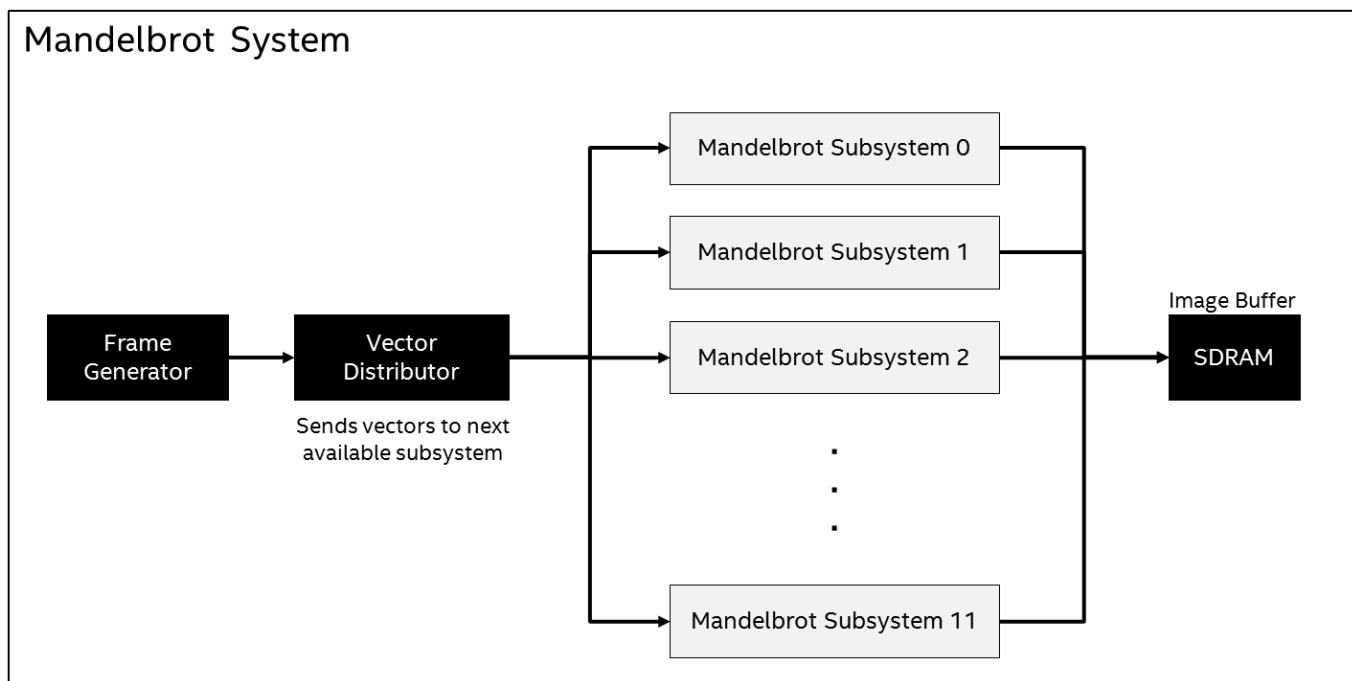 Mandelbrot System
Mandelbrot Subsystem 0
Mandelbrot Subsystem 1
Frame
Generator
Vector
Distributor
Sends vectors to next
available subsystem
Mandelbrot Subsystem 2
.
.
.
Mandelbrot Subsystem 11
Image Buffer
SDRAM